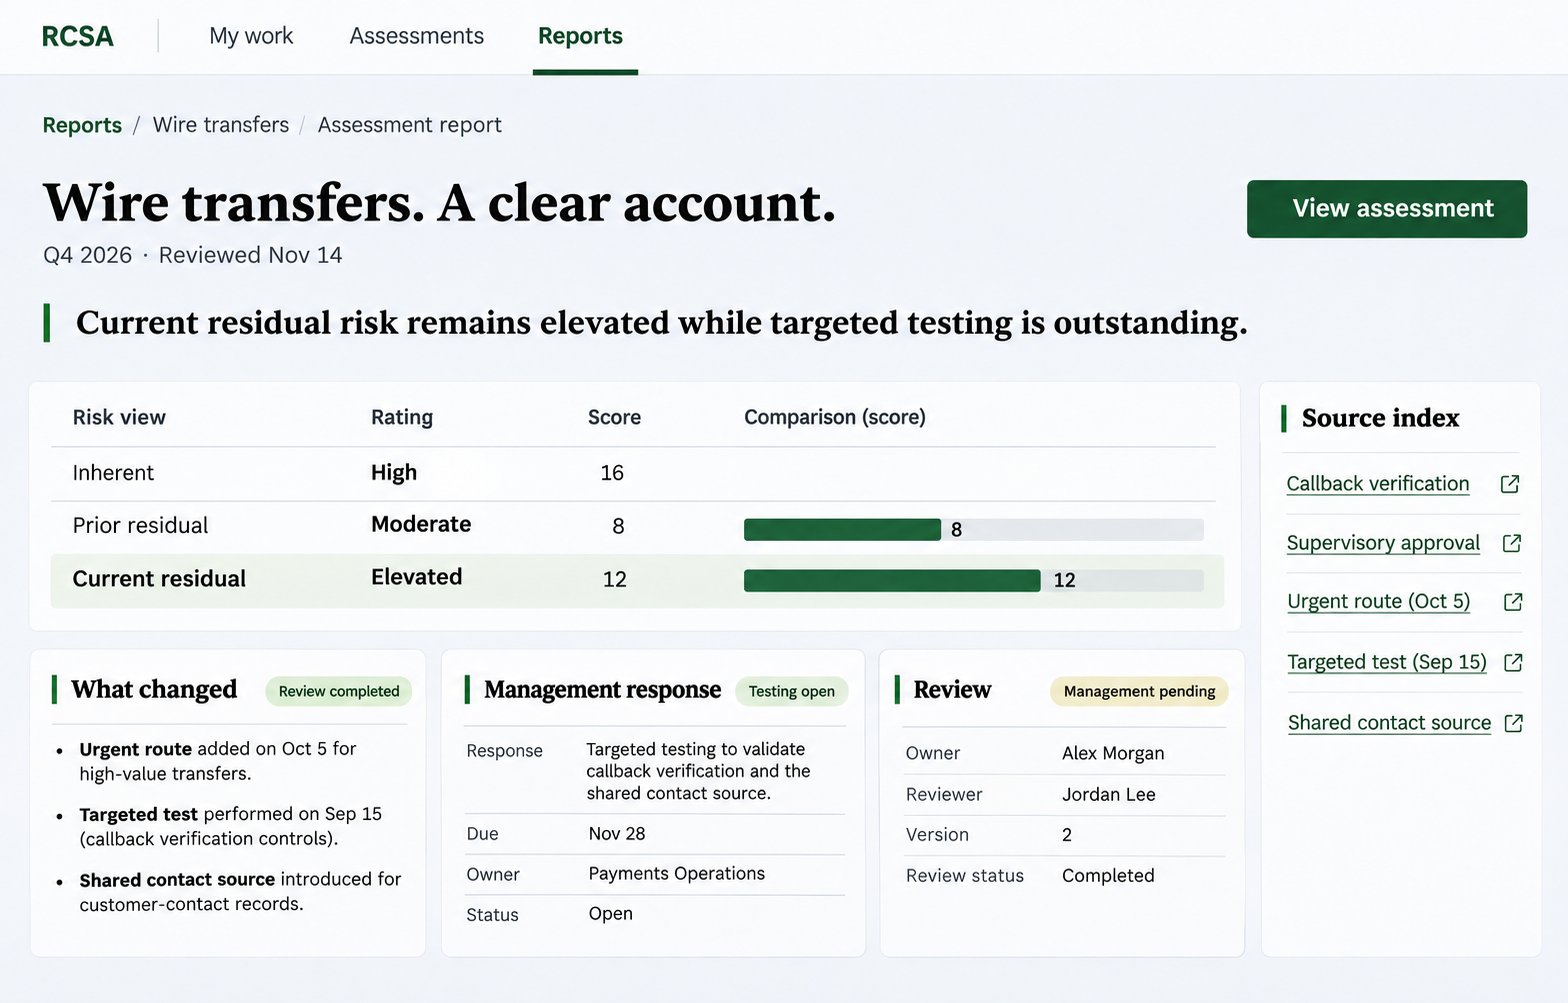 RCSA
My work
Assessments
Reports
Reports / Wire transfers / Assessment report
Wire transfers. A clear account.
View assessment
Q4 2026 · Reviewed Nov 14
Current residual risk remains elevated while targeted testing is outstanding.
Risk view Rating Score Comparison (score)
Inherent High 16
Prior residual Moderate 8 8
Current residual Elevated 12 12
Source index
Callback verification
Supervisory approval
Urgent route (Oct 5)
Targeted test (Sep 15)
Shared contact source
What changed Review completed
• Urgent route added on Oct 5 for
high-value transfers.
• Targeted test performed on Sep 15
(callback verification controls).
• Shared contact source introduced for
customer-contact records.
Management response Testing open
Response Targeted testing to validate
callback verification and the
shared contact source.
Due Nov 28
Owner Payments Operations
Status Open
Review Management pending
Owner Alex Morgan
Reviewer Jordan Lee
Version 2
Review status Completed